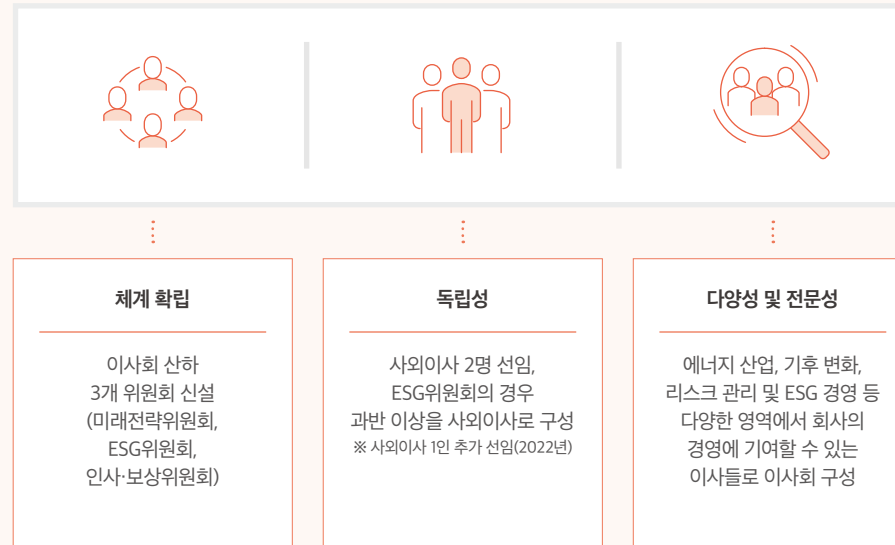 체계 확립
이사회 산하
3개 위원회 신설
(미래전략위원회,
ESG위원회,
인사·보상위원회)
독립성
사외이사 2명 선임,
ESG위원회의 경우
과반 이상을 사외이사로 구성
※ 사외이사 1인 추가 선임(2022년)
다양성 및 전문성
에너지 산업, 기후 변화,
리스크 관리 및 ESG 경영 등
다양한 영역에서 회사의
경영에 기여할 수 있는
이사들로 이사회 구성